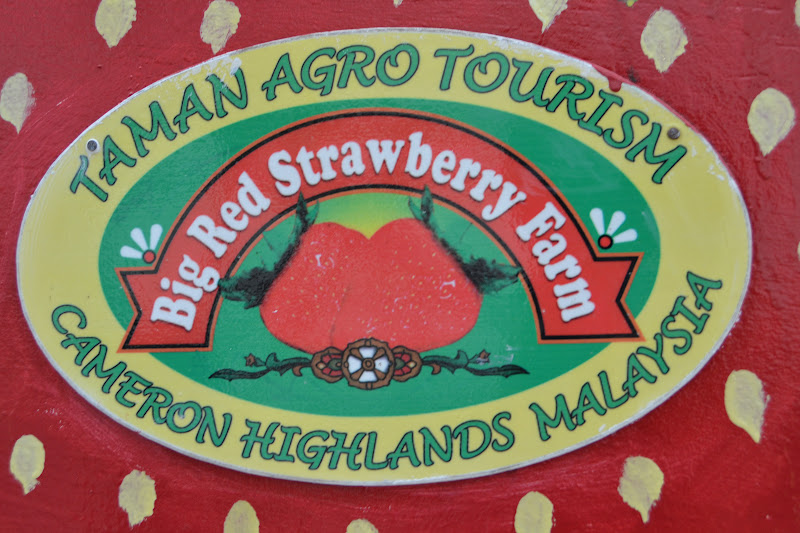 TAMAN AGRO TOURISM
Big Red Strawberry Farm
CAMERON HIGHLANDS MALAYSIA